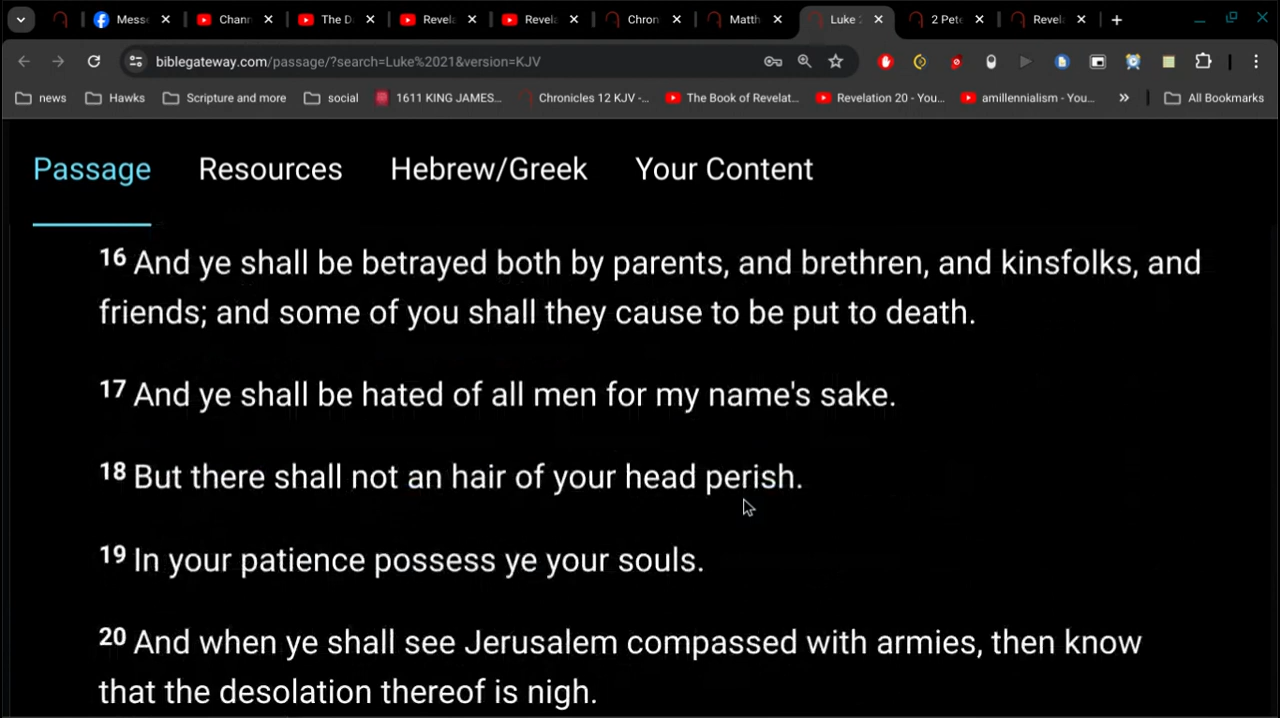 Mess
Chann
The D
Revela
Revela
Chron
Matth
Luke 2
2 Pete
Revel
biblegateway.com/passage/?search=Luke%2021&version=KJV
news
Hawks
Scripture and more
social
1611 KING JAMES...
Chronicles 12 KJV -...
The Book of Revelat...
Revelation 20 - You...
amillennialism - You...
»
All Bookmarks
Passage
Resources
Hebrew/Greek
Your Content
16 And ye shall be betrayed both by parents, and brethren, and kinsfolks, and
friends; and some of you shall they cause to be put to death.
17 And ye shall be hated of all men for my name's sake.
18 But there shall not an hair of your head perish.
19 In your patience possess ye your souls.
20 And when ye shall see Jerusalem compassed with armies, then know
that the desolation thereof is nigh.